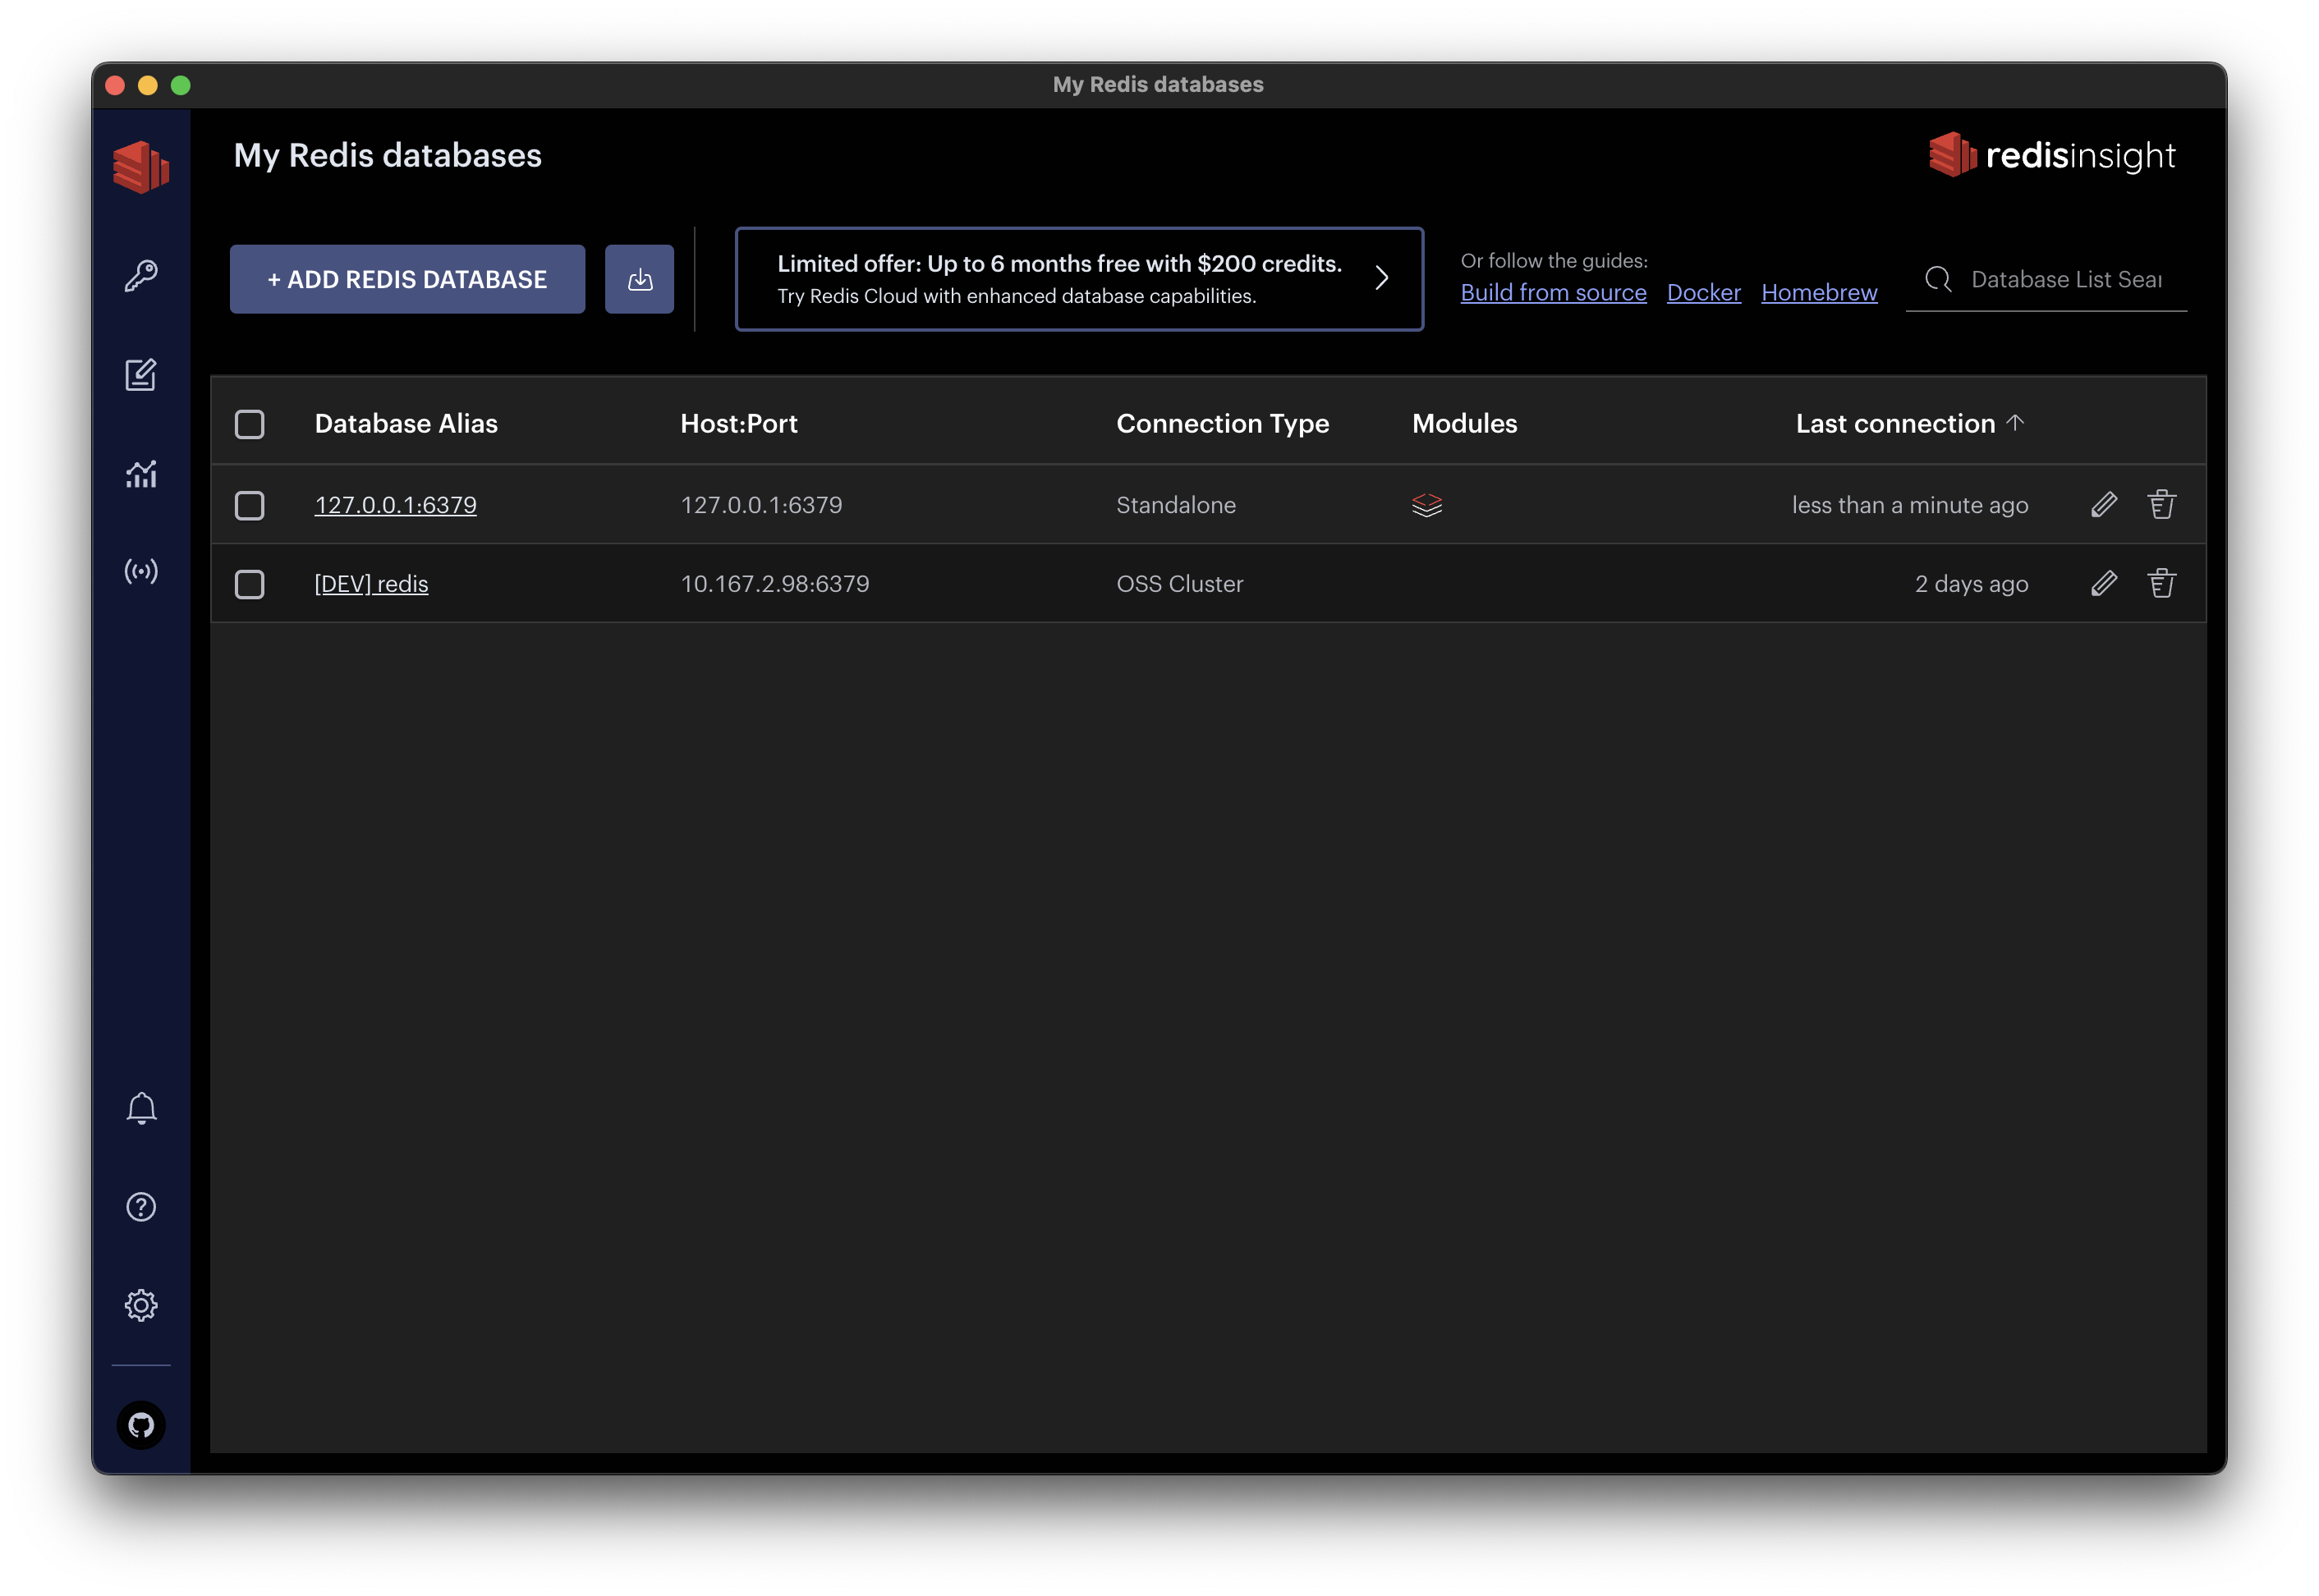 My Redis databases
My Redis databases
redisinsight
+ ADD REDIS DATABASE
Limited offer: Up to 6 months free with $200 credits.
Try Redis Cloud with enhanced database capabilities.
Or follow the guides:
Build from source Docker Homebrew
Database List Sear
Database Alias Host:Port Connection Type Modules Last connection ↑
127.0.0.1:6379 127.0.0.1:6379 Standalone less than a minute ago
[DEV] redis 10.167.2.98:6379 OSS Cluster 2 days ago